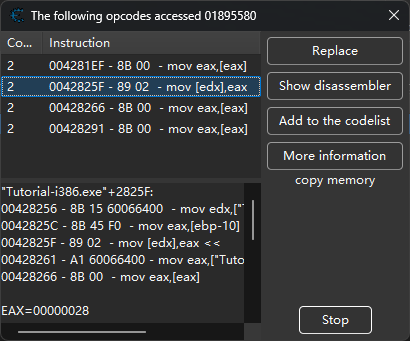 The following opcodes accessed 01895580
Co... Instruction
2 004281EF - 8B 00 - mov eax,[eax]
2 0042825F - 89 02 - mov [edx],eax
2 00428266 - 8B 00 - mov eax,[eax]
2 00428291 - 8B 00 - mov eax,[eax]
Replace
Show disassembler
Add to the codelist
More information
copy memory
"Tutorial-i386.exe"+2825F:
00428256 - 8B 15 60066400 - mov edx,["T
0042825C - 8B 45 F0 - mov eax,[ebp-10]
0042825F - 89 02 - mov [edx],eax <<
00428261 - A1 60066400 - mov eax,["Tuto
00428266 - 8B 00 - mov eax,[eax]
EAX=00000028
Stop